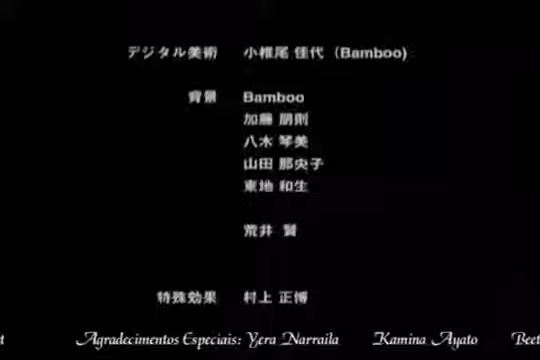 デジタル美術 小椎尾 佳代 (Bamboo)
背景 Bamboo
加藤 朋則
八木 琴美
山田 那央子
東地 和生
荒井 賢
特殊効果 村上 正博
t Agradecimentos Especiais: Yera Narraila Kamina Ayato Beet